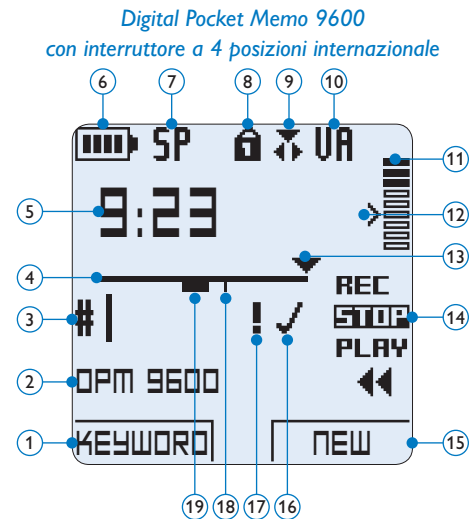 Digital Pocket Memo 9600
con interruttore a 4 posizioni internazionale
6 7 8 9 10
SP VA
11
5 9:23 12
13
4
REC
3 #1 ! STOP 14
PLAY
2 DPM 9600
1 KEYWORD NEW 15
19 18 17 16